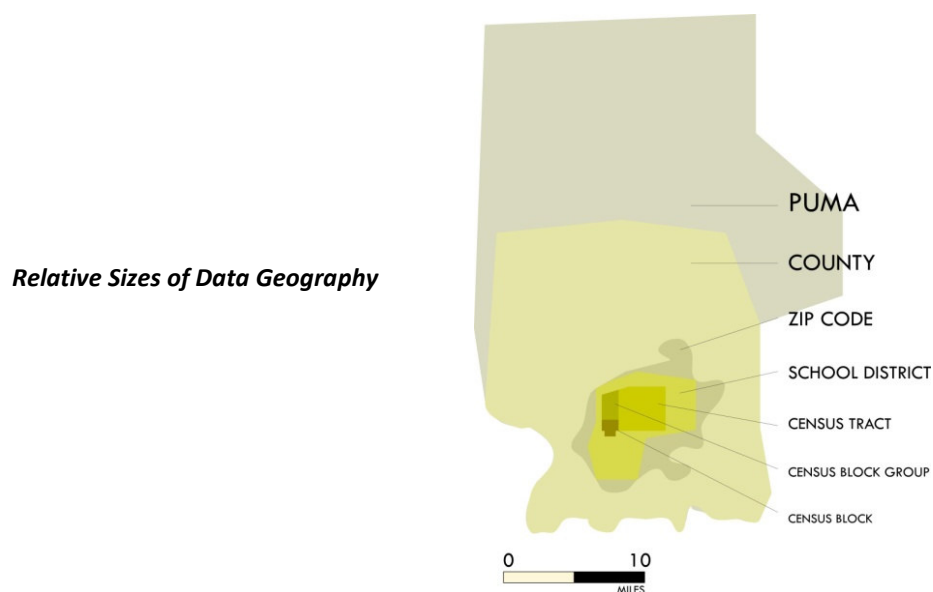 Relative Sizes of Data Geography
PUMA
COUNTY
ZIP CODE
SCHOOL DISTRICT
CENSUS TRACT
CENSUS BLOCK GROUP
CENSUS BLOCK
0 10
MILES